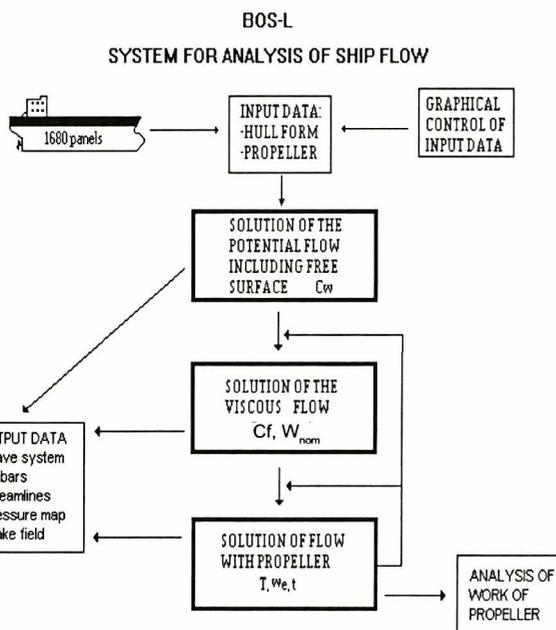 BOS-L
SYSTEM FOR ANALYSIS OF SHIP FLOW
1680 panels
INPUT DATA:
-HULL FORM
-PROPELLER
GRAPHICAL
CONTROL OF
INPUT DATA
SOLUTION OF THE
POTENTIAL FLOW
INCLUDING FREE
SURFACE Cw
SOLUTION OF THE
VISCOUS FLOW
Cf, Wnom
TPUT DATA
ave system
bars
eamlines
essure map
ake field
SOLUTION OF FLOW
WITH PROPELLER
T, we, t
ANALYSIS OF
WORK OF
PROPELLER